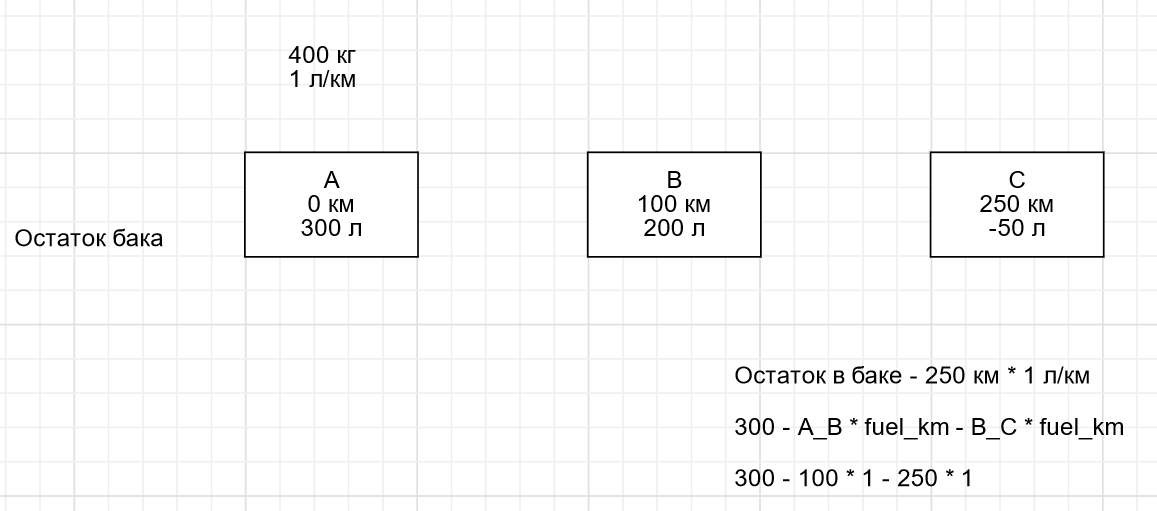 400 кг
1 л/км
A
0 км
300 л
B
100 км
200 л
C
250 км
-50 л
Остаток бака
Остаток в баке - 250 км * 1 л/км
300 - A_B * fuel_km - B_C * fuel_km
300 - 100 * 1 - 250 * 1